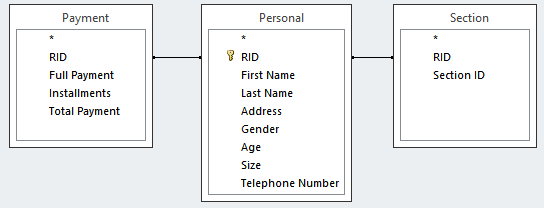 Payment
*
RID
Full Payment
Installments
Total Payment
Personal
*
RID
First Name
Last Name
Address
Gender
Age
Size
Telephone Number
Section
*
RID
Section ID